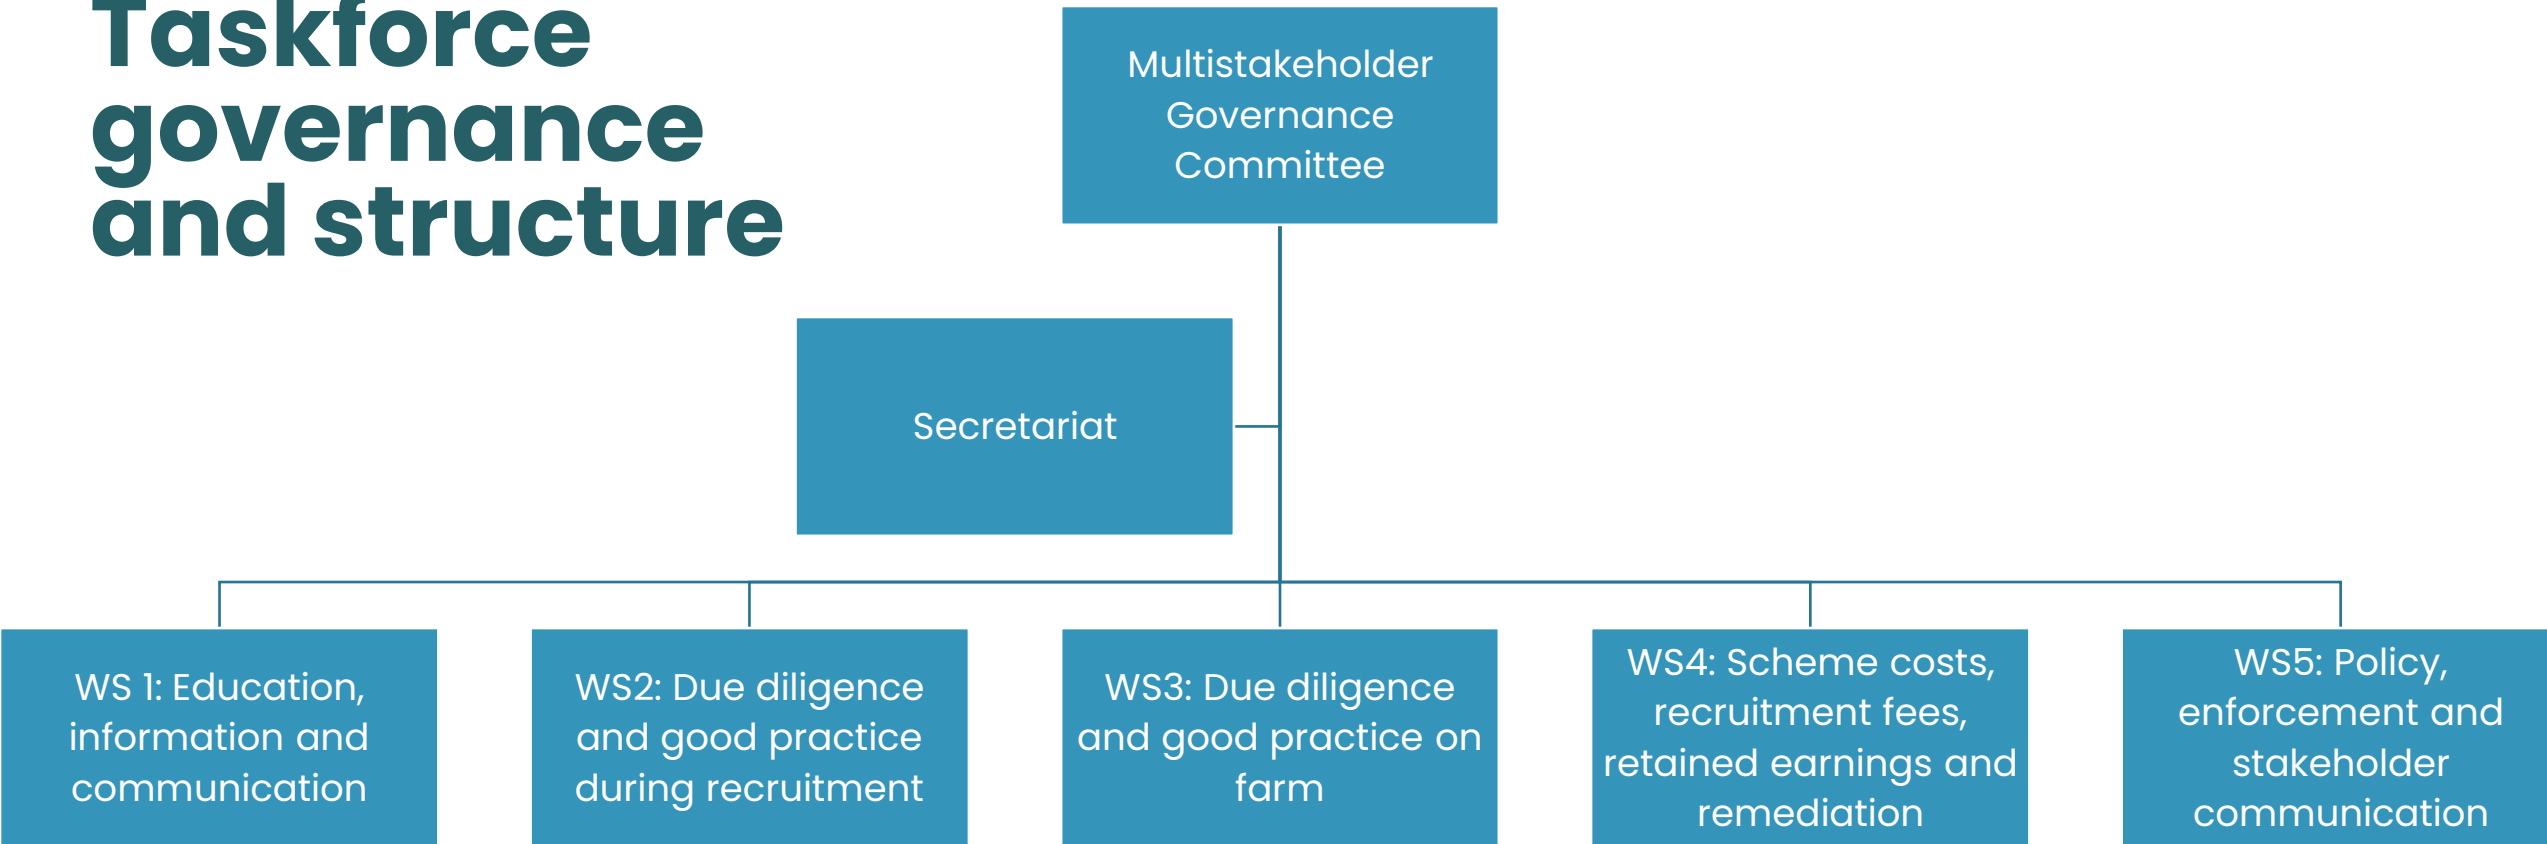 Taskforce
governance
and structure
Multistakeholder
Governance
Committee
Secretariat
WS 1: Education,
information and
communication
WS2: Due diligence
and good practice
during recruitment
WS3: Due diligence
and good practice on
farm
WS4: Scheme costs,
recruitment fees,
retained earnings and
remediation
WS5: Policy,
enforcement and
stakeholder
communication